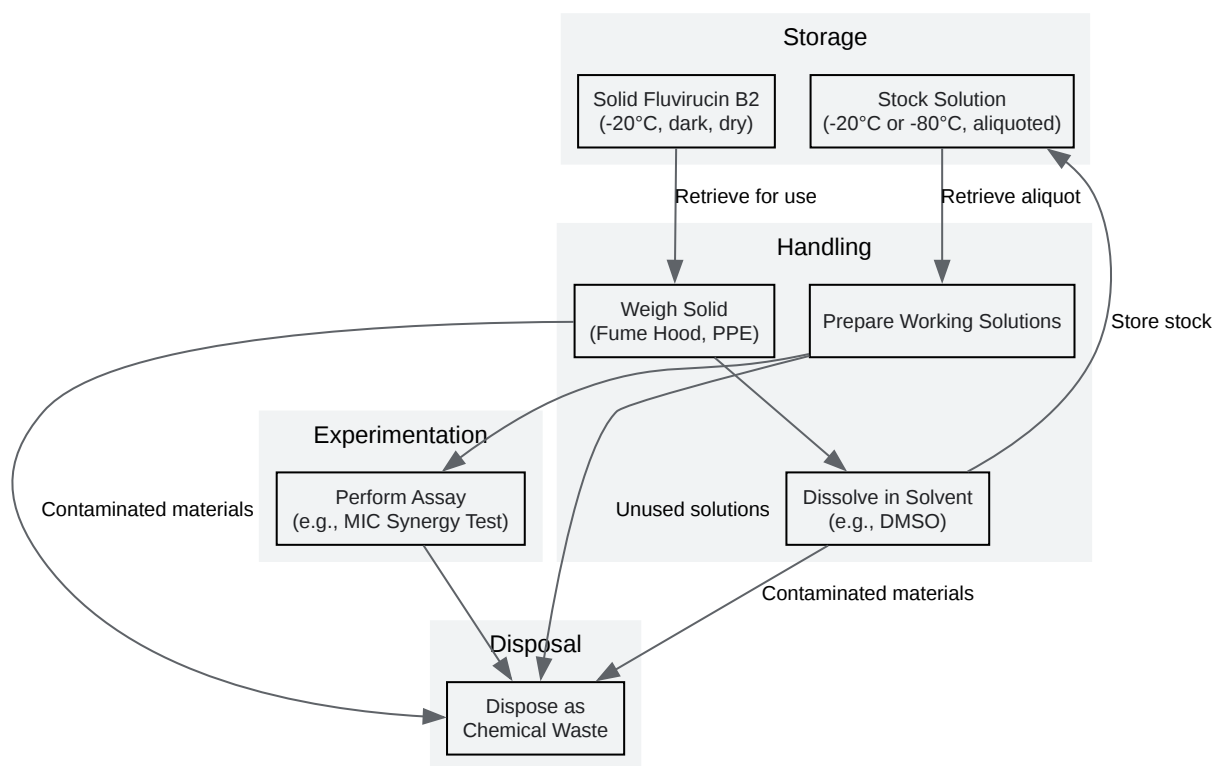 Storage
Solid Fluvirucin B2
(-20°C, dark, dry)
Stock Solution
(-20°C or -80°C, aliquoted)
Retrieve for use
Retrieve aliquot
Handling
Weigh Solid
(Fume Hood, PPE)
Prepare Working Solutions
Store stock
Experimentation
Perform Assay
(e.g., MIC Synergy Test)
Dissolve in Solvent
(e.g., DMSO)
Contaminated materials
Unused solutions
Contaminated materials
Disposal
Dispose as
Chemical Waste